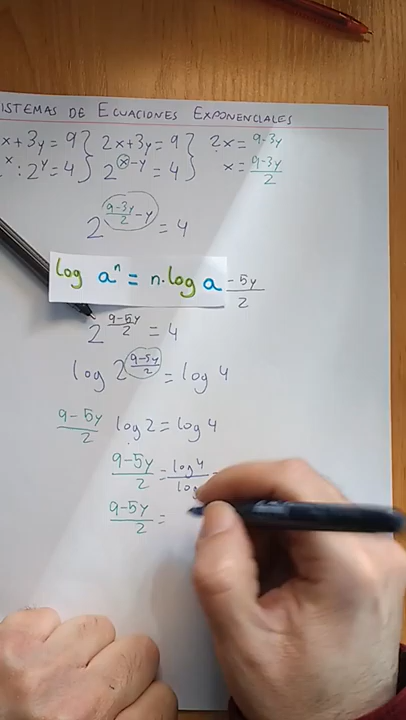 SISTEMAS DE ECUACIONES EXPONENCIALES
x+3y=9 } 2x+3y=9 } 2x=9-3y
x:2^y=4 } 2^(x-y)=4 } x=(9-3y)/2
2^((9-3y)/2 -y)=4
log a^n = n·log a -5y/2
2^((9-5y)/2)=4
log 2^((9-5y)/2)=log 4
(9-5y)/2 log 2=log 4
(9-5y)/2=log 4/log
(9-5y)/2=